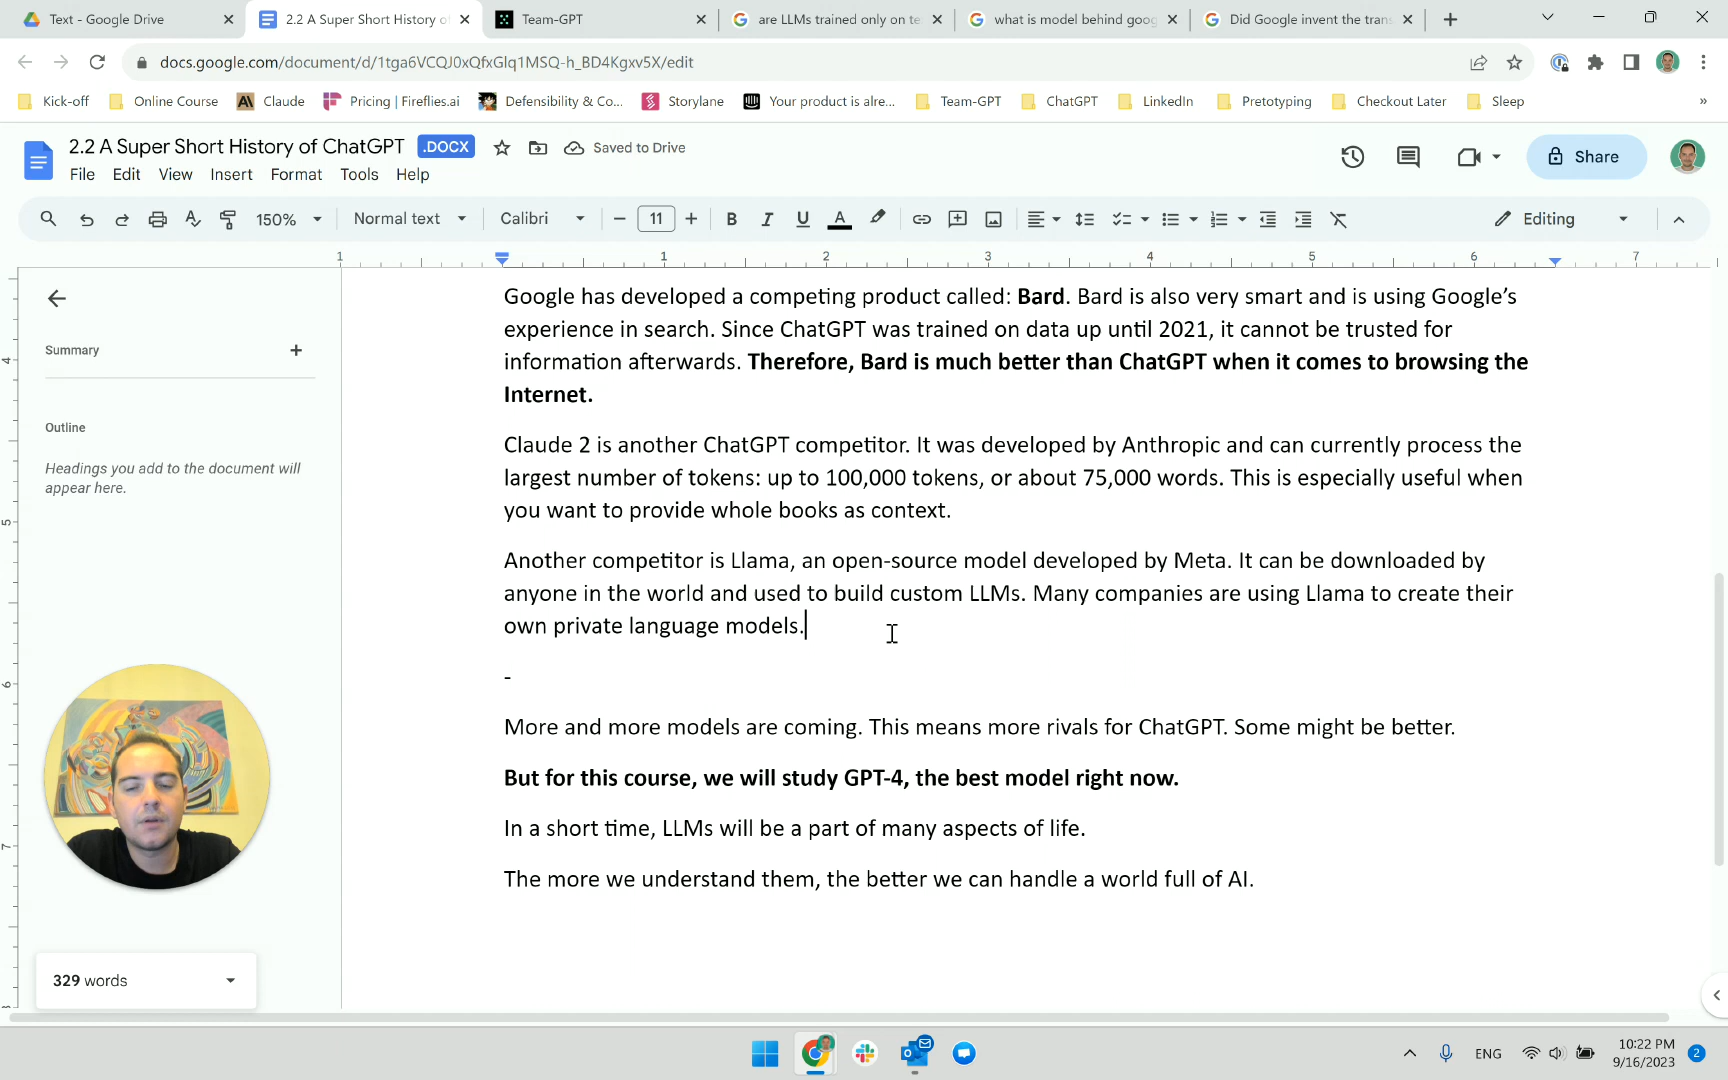 Text - Google Drive
2.2 A Super Short History of
Team-GPT
are LLMs trained only on te
what is model behind goog
Did Google invent the trans
docs.google.com/document/d/1tga6VCQJ0xQfxGlq1MSQ-h_BD4Kgxv5X/edit
Kick-off
Online Course
Claude
Pricing | Fireflies.ai
Defensibility & Co...
Storylane
Your product is alre...
Team-GPT
ChatGPT
LinkedIn
Pretotyping
Checkout Later
Sleep
»
2.2 A Super Short History of ChatGPT
.DOCX
Saved to Drive
Share
File Edit View Insert Format Tools Help
150%
Normal text
Calibri
11
B I U A
Editing
1 1 2 3 4 5 6 7
Summary
Outline
Headings you add to the document will
appear here.
4
5
6
7
Google has developed a competing product called: Bard. Bard is also very smart and is using Google’s
experience in search. Since ChatGPT was trained on data up until 2021, it cannot be trusted for
information afterwards. Therefore, Bard is much better than ChatGPT when it comes to browsing the
Internet.
Claude 2 is another ChatGPT competitor. It was developed by Anthropic and can currently process the
largest number of tokens: up to 100,000 tokens, or about 75,000 words. This is especially useful when
you want to provide whole books as context.
Another competitor is Llama, an open-source model developed by Meta. It can be downloaded by
anyone in the world and used to build custom LLMs. Many companies are using Llama to create their
own private language models.
-
More and more models are coming. This means more rivals for ChatGPT. Some might be better.
But for this course, we will study GPT-4, the best model right now.
In a short time, LLMs will be a part of many aspects of life.
The more we understand them, the better we can handle a world full of AI.
329 words
ENG
10:22 PM
9/16/2023
2